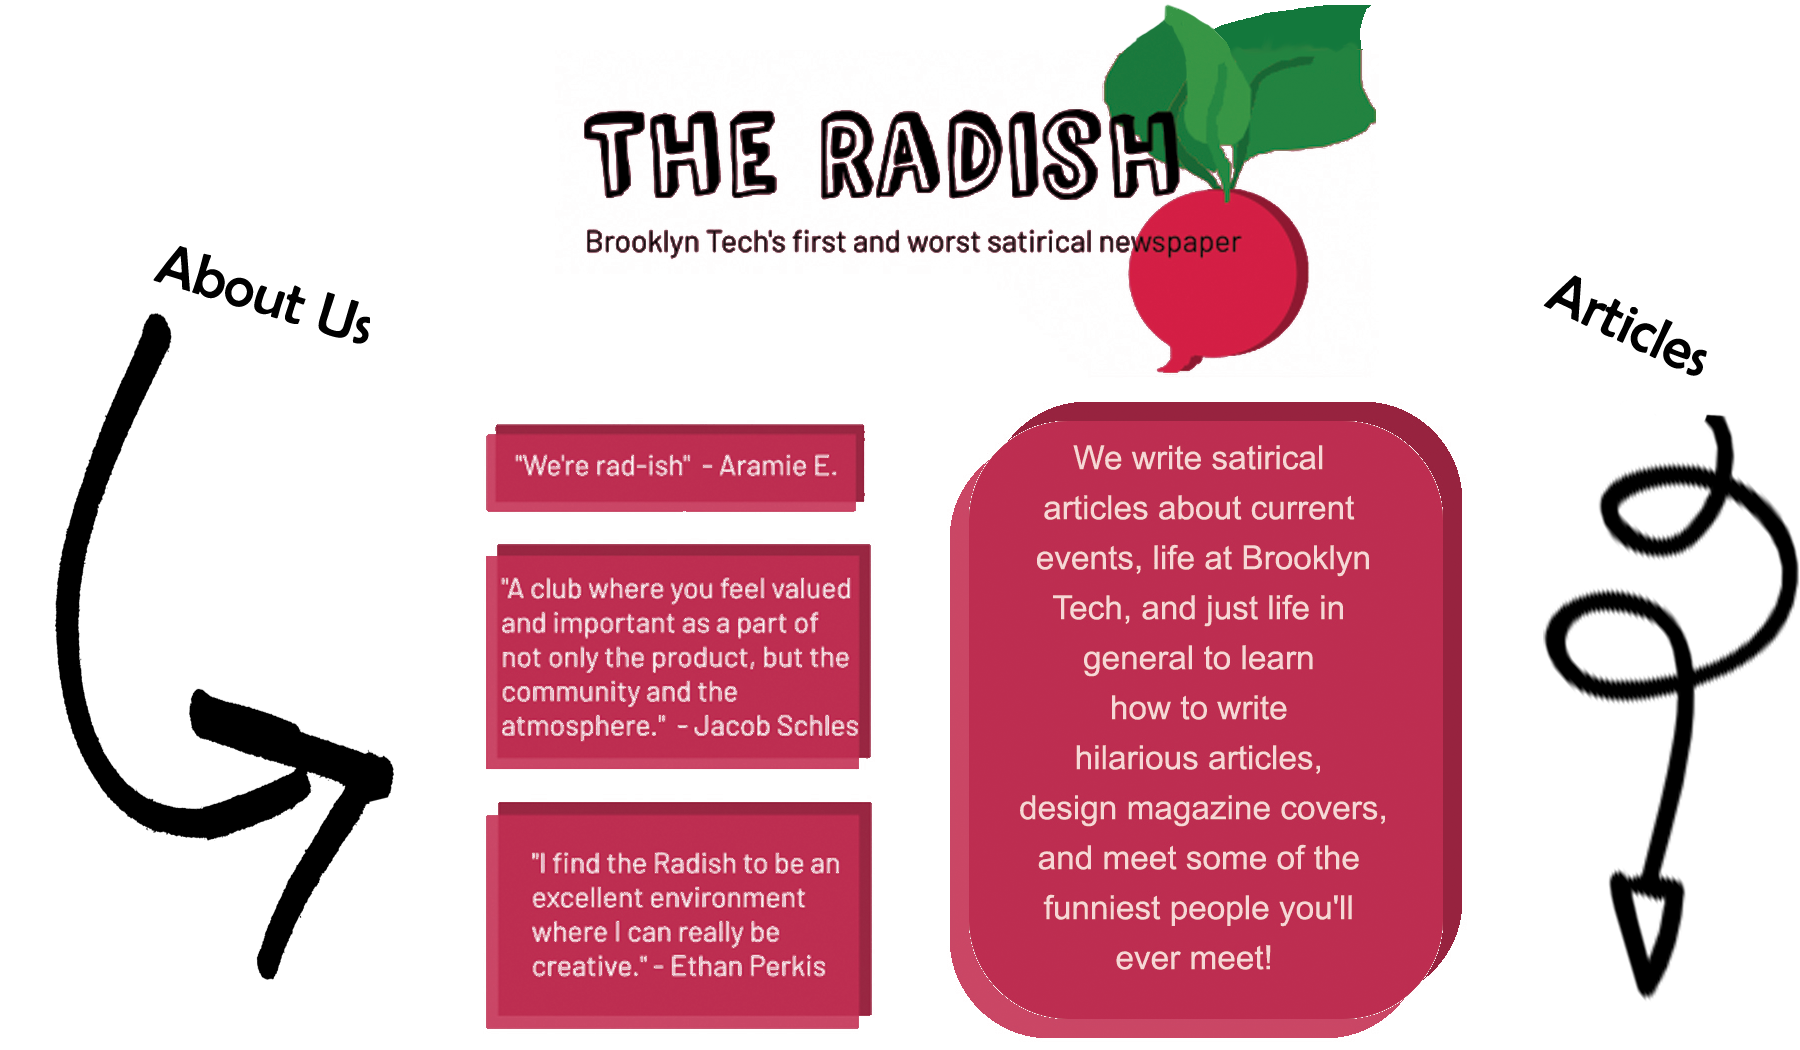 THE RADISH
Brooklyn Tech's first and worst satirical newspaper
About Us
Articles
"We're rad-ish" - Aramie E.
"A club where you feel valued
and important as a part of
not only the product, but the
community and the
atmosphere." - Jacob Schles
"I find the Radish to be an
excellent environment
where I can really be
creative." - Ethan Perkis
We write satirical
articles about current
events, life at Brooklyn
Tech, and just life in
general to learn
how to write
hilarious articles,
design magazine covers,
and meet some of the
funniest people you'll
ever meet!